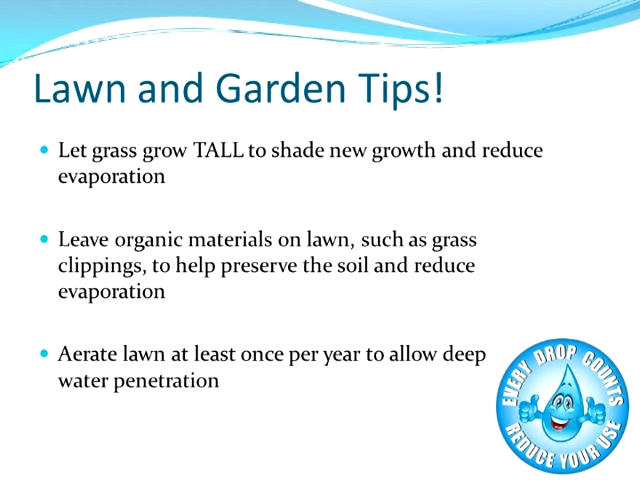 Lawn and Garden Tips!
Let grass grow TALL to shade new growth and reduce
evaporation
Leave organic materials on lawn, such as grass
clippings, to help preserve the soil and reduce
evaporation
Aerate lawn at least once per year to allow deep
water penetration
EVERY DROP COUNTS
REDUCE YOUR USE